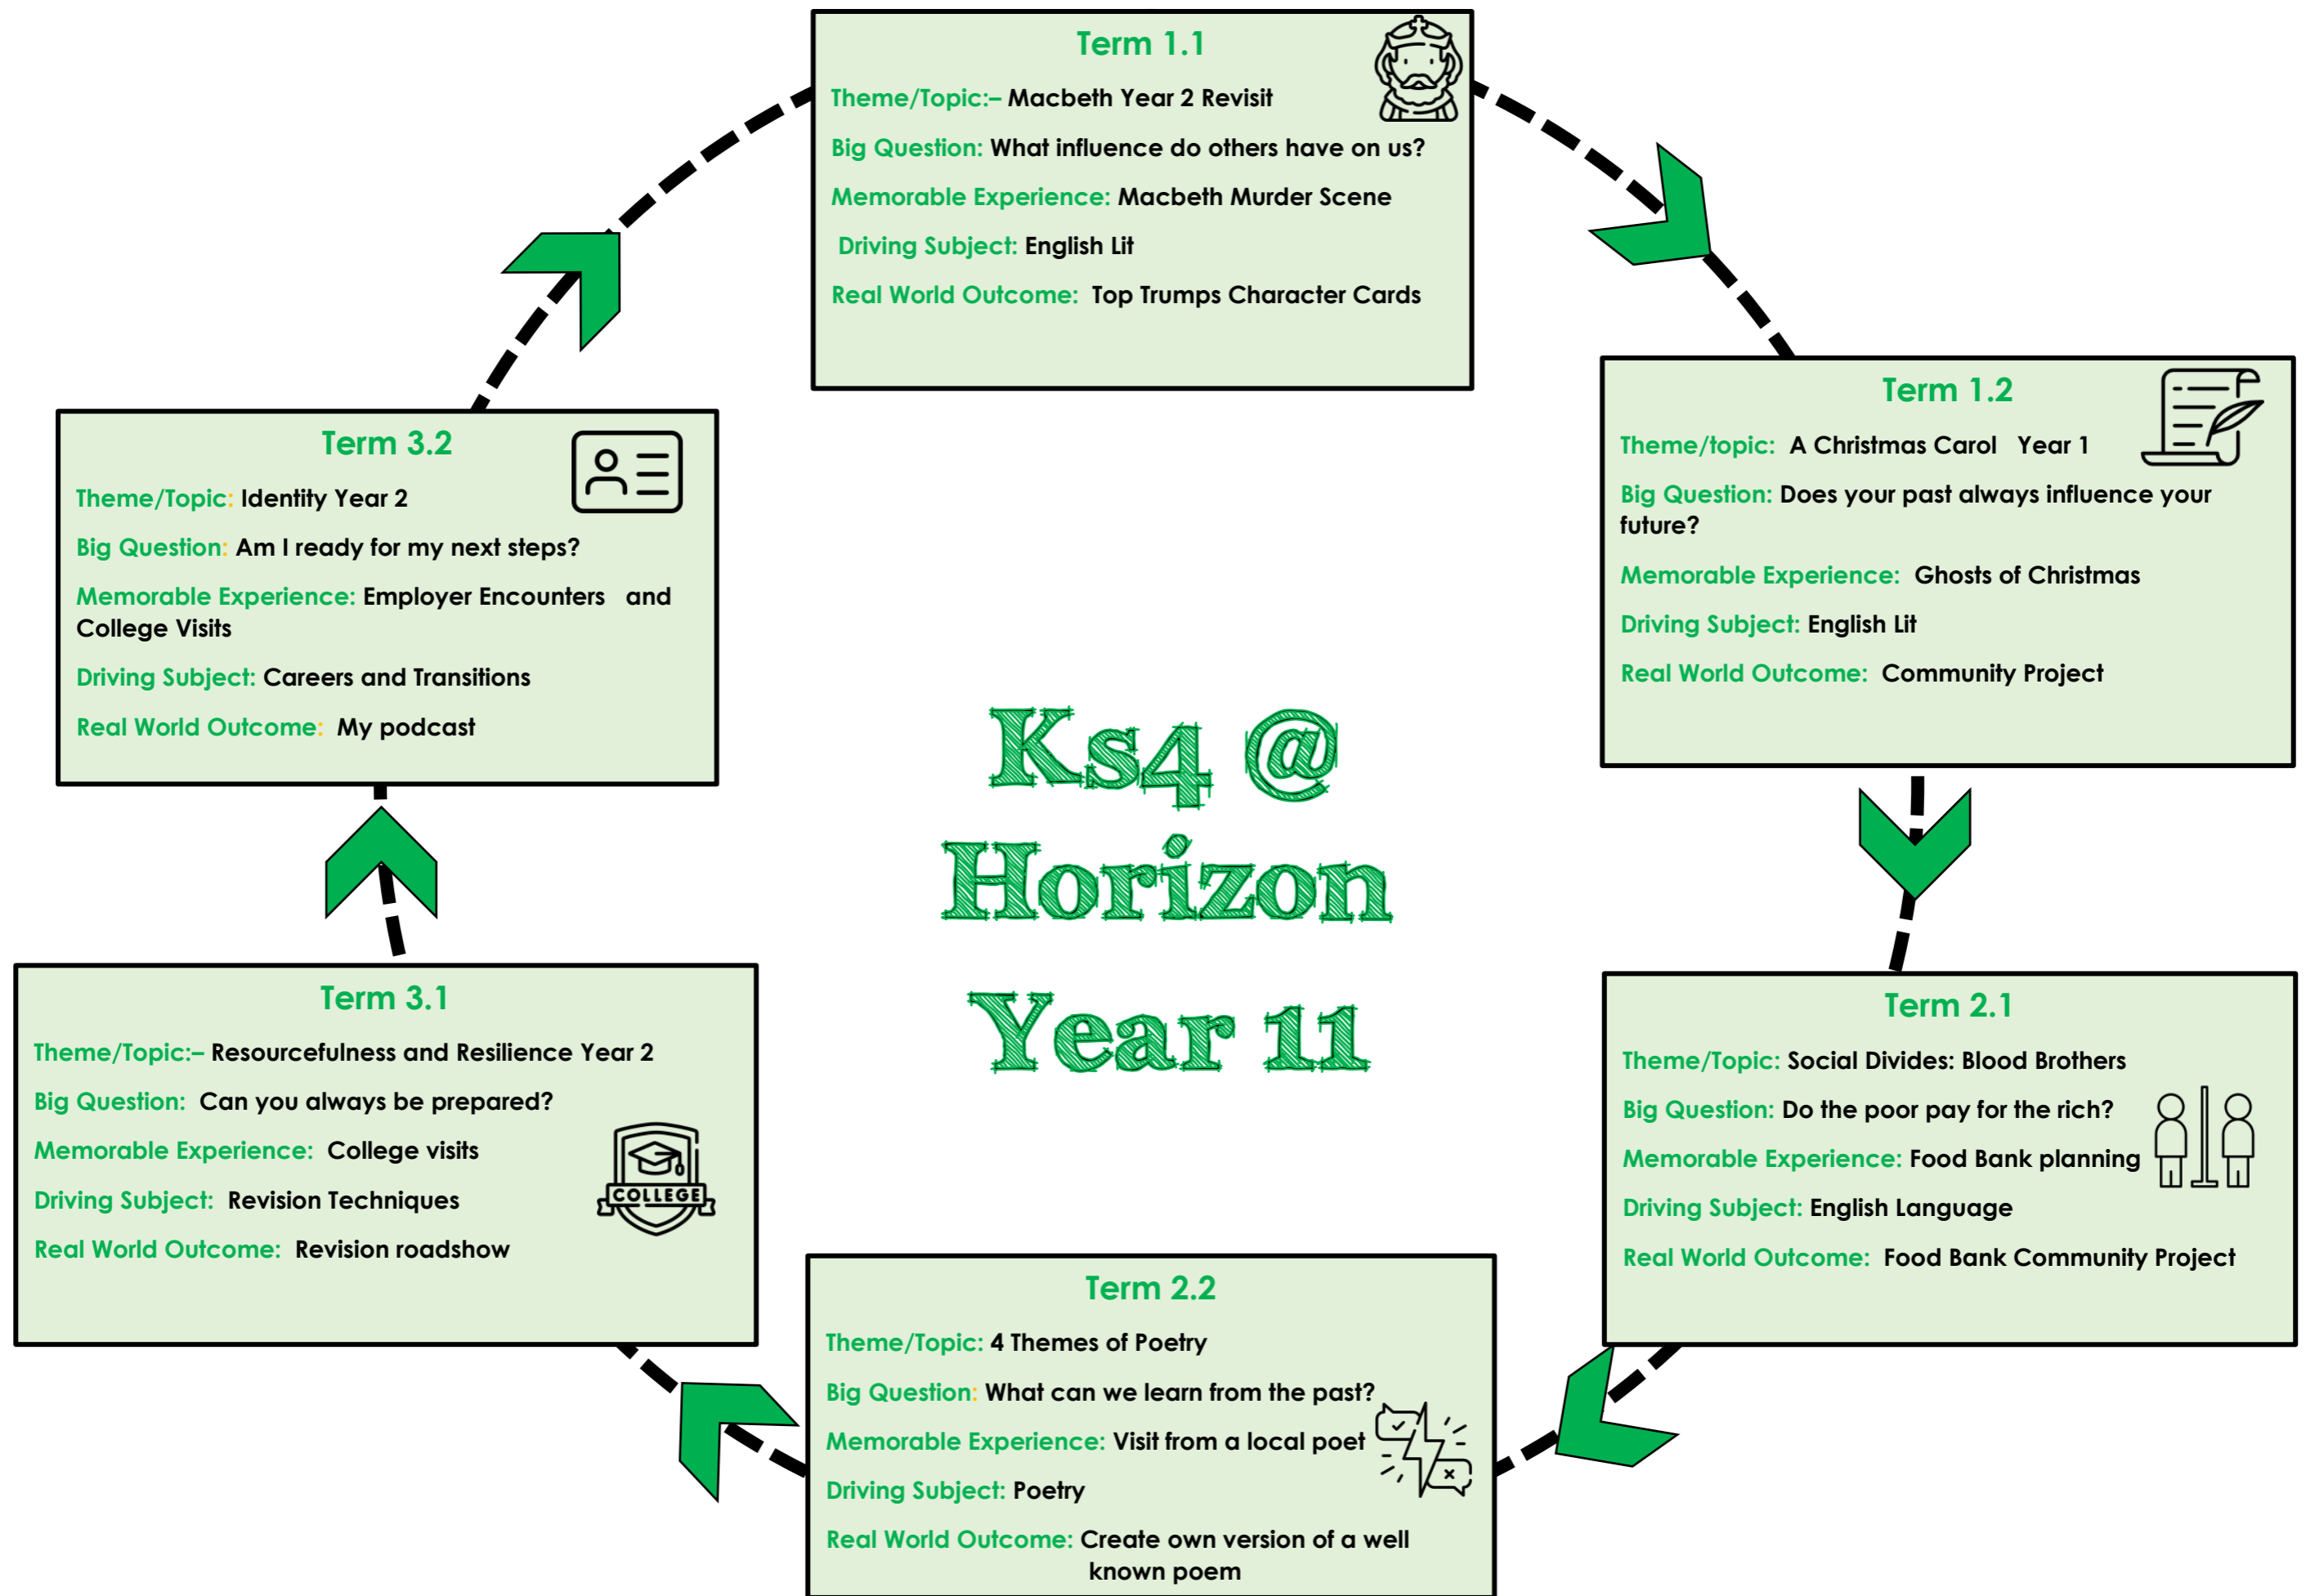 Term 1.1
Theme/Topic:– Macbeth Year 2 Revisit
Big Question: What influence do others have on us?
Memorable Experience: Macbeth Murder Scene
Driving Subject: English Lit
Real World Outcome: Top Trumps Character Cards
Term 1.2
Theme/topic: A Christmas Carol Year 1
Big Question: Does your past always influence your
future?
Memorable Experience: Ghosts of Christmas
Driving Subject: English Lit
Real World Outcome: Community Project
Term 2.1
Theme/Topic: Social Divides: Blood Brothers
Big Question: Do the poor pay for the rich?
Memorable Experience: Food Bank planning
Driving Subject: English Language
Real World Outcome: Food Bank Community Project
Term 2.2
Theme/Topic: 4 Themes of Poetry
Big Question: What can we learn from the past?
Memorable Experience: Visit from a local poet
Driving Subject: Poetry
Real World Outcome: Create own version of a well
known poem
Term 3.1
Theme/Topic:– Resourcefulness and Resilience Year 2
Big Question: Can you always be prepared?
Memorable Experience: College visits
Driving Subject: Revision Techniques
Real World Outcome: Revision roadshow
COLLEGE
Term 3.2
Theme/Topic: Identity Year 2
Big Question: Am I ready for my next steps?
Memorable Experience: Employer Encounters and
College Visits
Driving Subject: Careers and Transitions
Real World Outcome: My podcast
Ks4 @
Horizon
Year 11